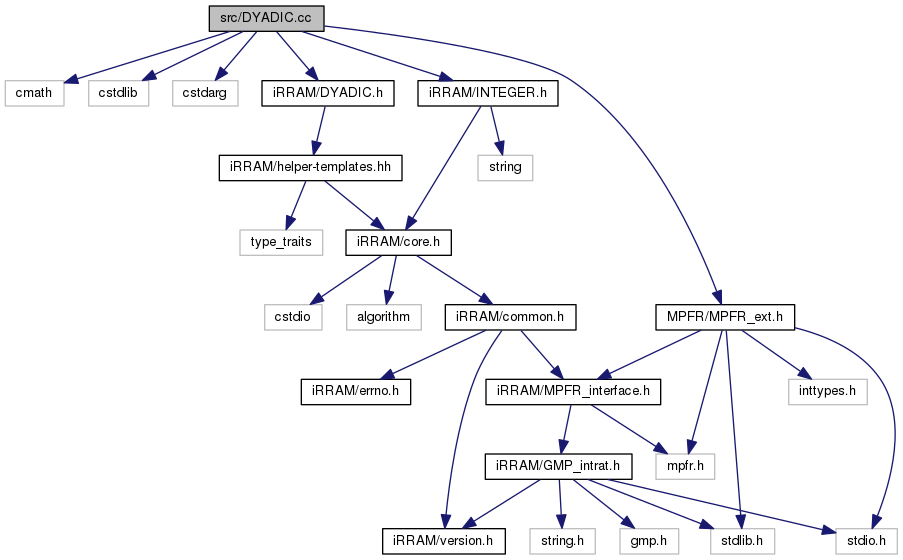 src/DYADIC.cc
cmath
cstdlib
cstdarg
iRRAM/DYADIC.h
iRRAM/INTEGER.h
iRRAM/helper-templates.hh
string
type_traits
iRRAM/core.h
cstdio
algorithm
iRRAM/common.h
MPFR/MPFR_ext.h
iRRAM/errno.h
iRRAM/MPFR_interface.h
inttypes.h
iRRAM/GMP_intrat.h
mpfr.h
iRRAM/version.h
string.h
gmp.h
stdlib.h
stdio.h